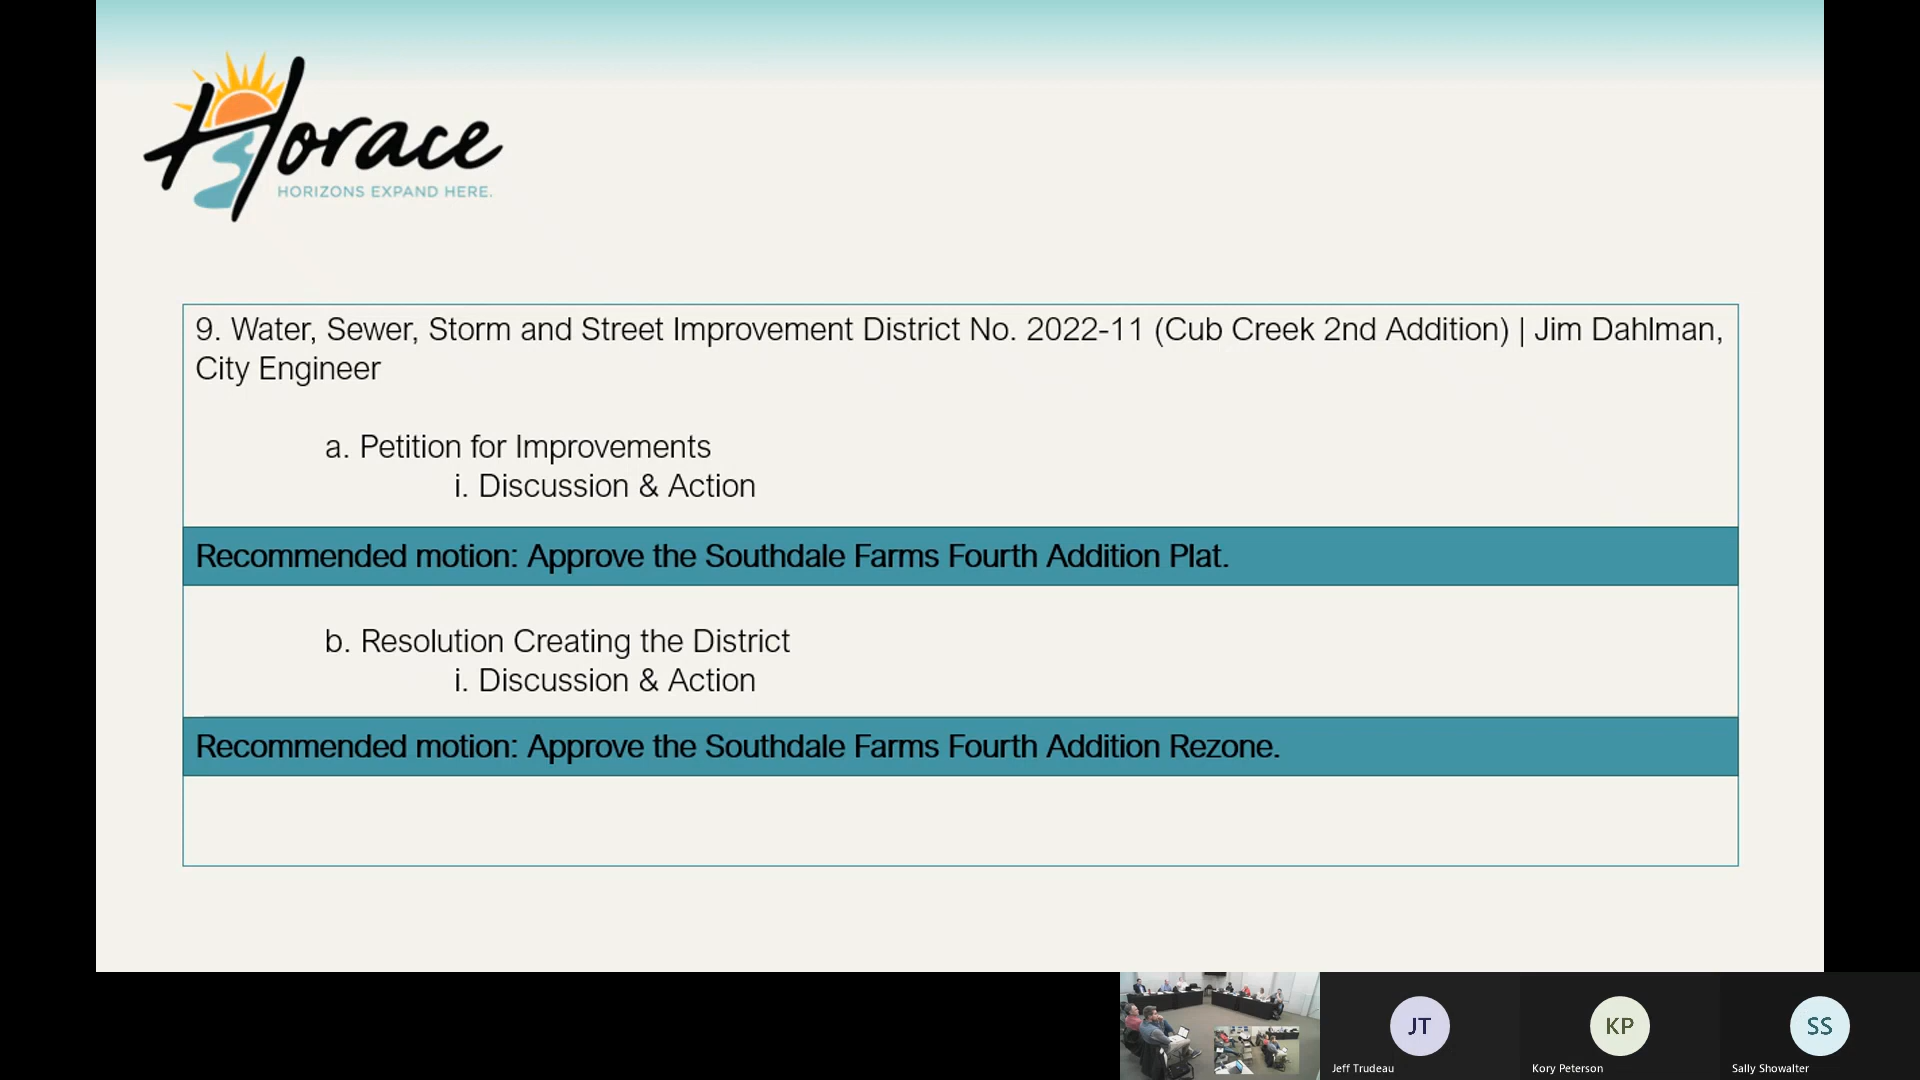 Horace
HORIZONS EXPAND HERE.
9. Water, Sewer, Storm and Street Improvement District No. 2022-11 (Cub Creek 2nd Addition) | Jim Dahlman,
City Engineer
a. Petition for Improvements
i. Discussion & Action
Recommended motion: Approve the Southdale Farms Fourth Addition Plat.
b. Resolution Creating the District
i. Discussion & Action
Recommended motion: Approve the Southdale Farms Fourth Addition Rezone.
JT
KP
SS
Jeff Trudeau
Kory Peterson
Sally Showalter